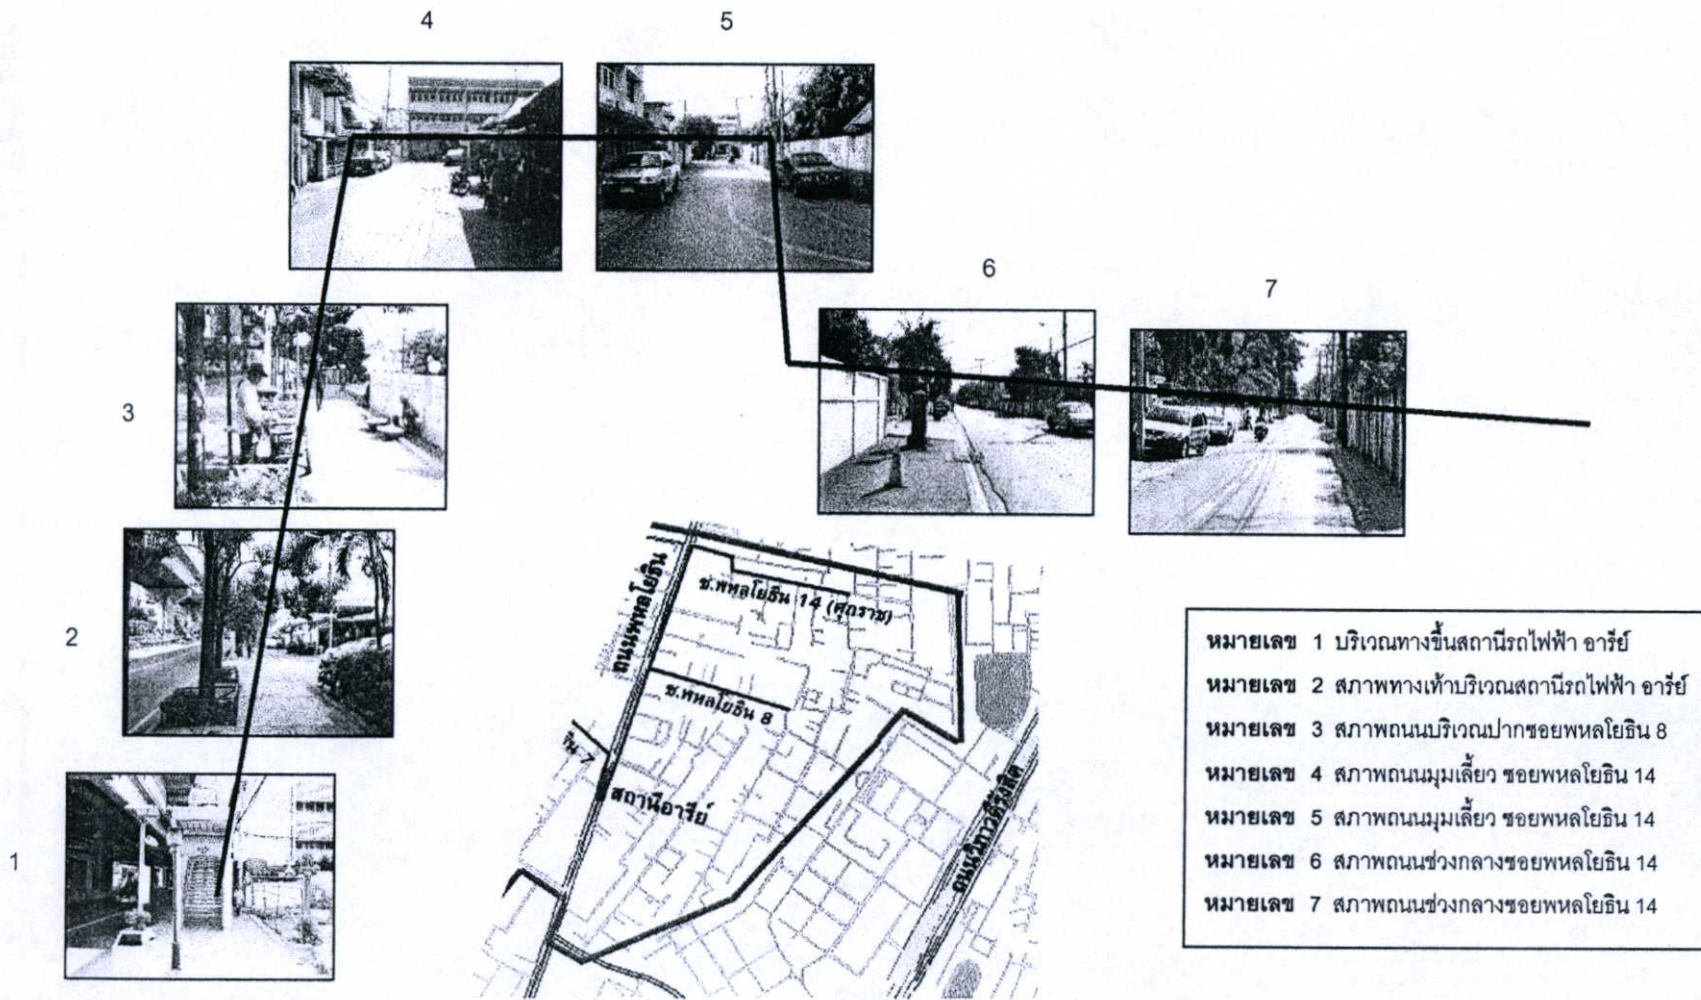 4
5
6
7
3
2
1
ถนนพหลโยธิน
ซ.พหลโยธิน 14 (ศุภราช)
ซ.พหลโยธิน 8
ธิน 7
สถานีอารีย์
ถนนวิภาวดีรังสิต
หมายเลข 1 บริเวณทางขึ้นสถานีรถไฟฟ้า อารีย์
หมายเลข 2 สภาพทางเท้าบริเวณสถานีรถไฟฟ้า อารีย์
หมายเลข 3 สภาพถนนบริเวณปากซอยพหลโยธิน 8
หมายเลข 4 สภาพถนนมุมเลี้ยว ซอยพหลโยธิน 14
หมายเลข 5 สภาพถนนมุมเลี้ยว ซอยพหลโยธิน 14
หมายเลข 6 สภาพถนนช่วงกลางซอยพหลโยธิน 14
หมายเลข 7 สภาพถนนช่วงกลางซอยพหลโยธิน 14